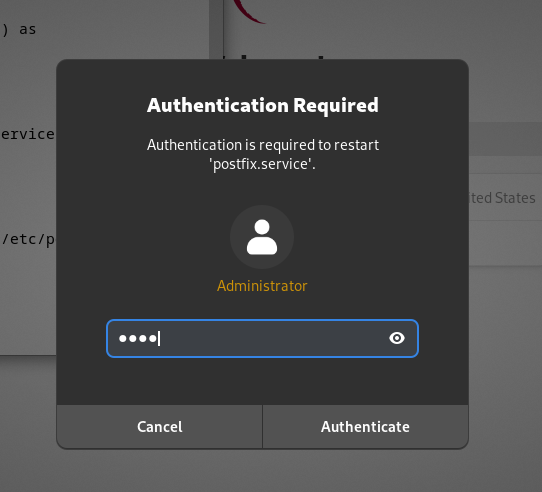 ) as
Authentication Required
Authentication is required to restart
'postfix.service'.
ervice
ted States
/etc/p
Administrator
••••
Cancel
Authenticate